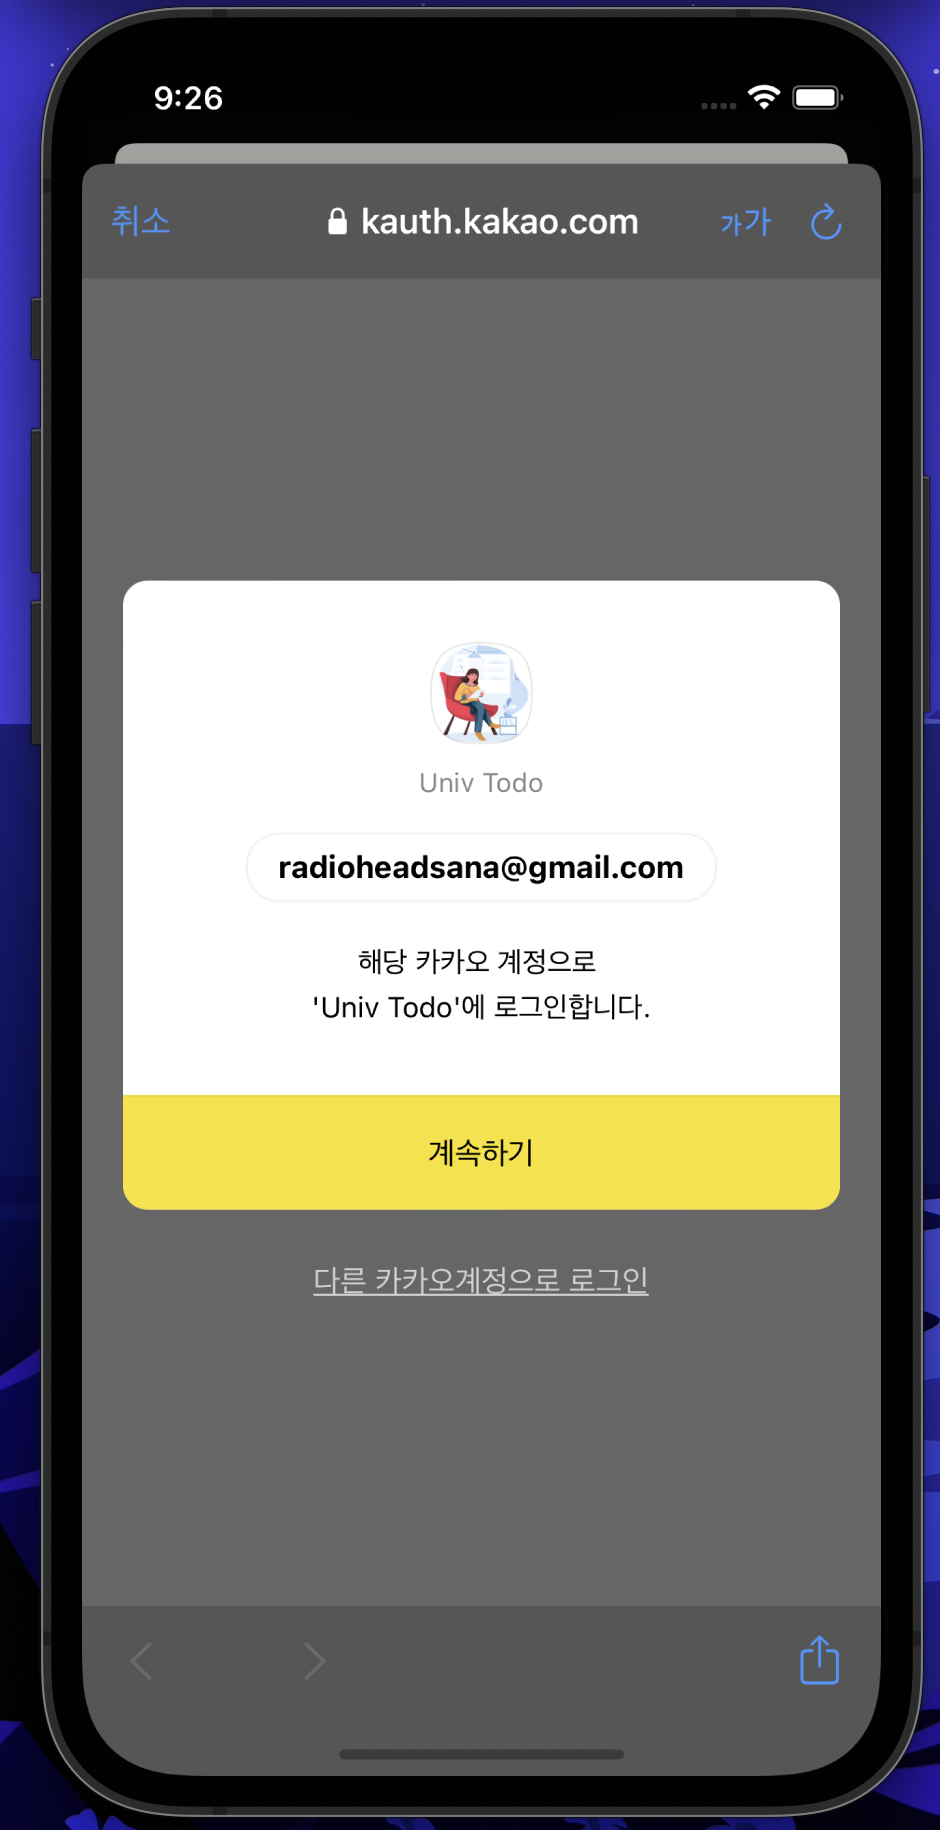 9:26
취소 kauth.kakao.com 가가
Univ Todo
radioheadsana@gmail.com
해당 카카오 계정으로
'Univ Todo'에 로그인합니다.
계속하기
다른 카카오계정으로 로그인